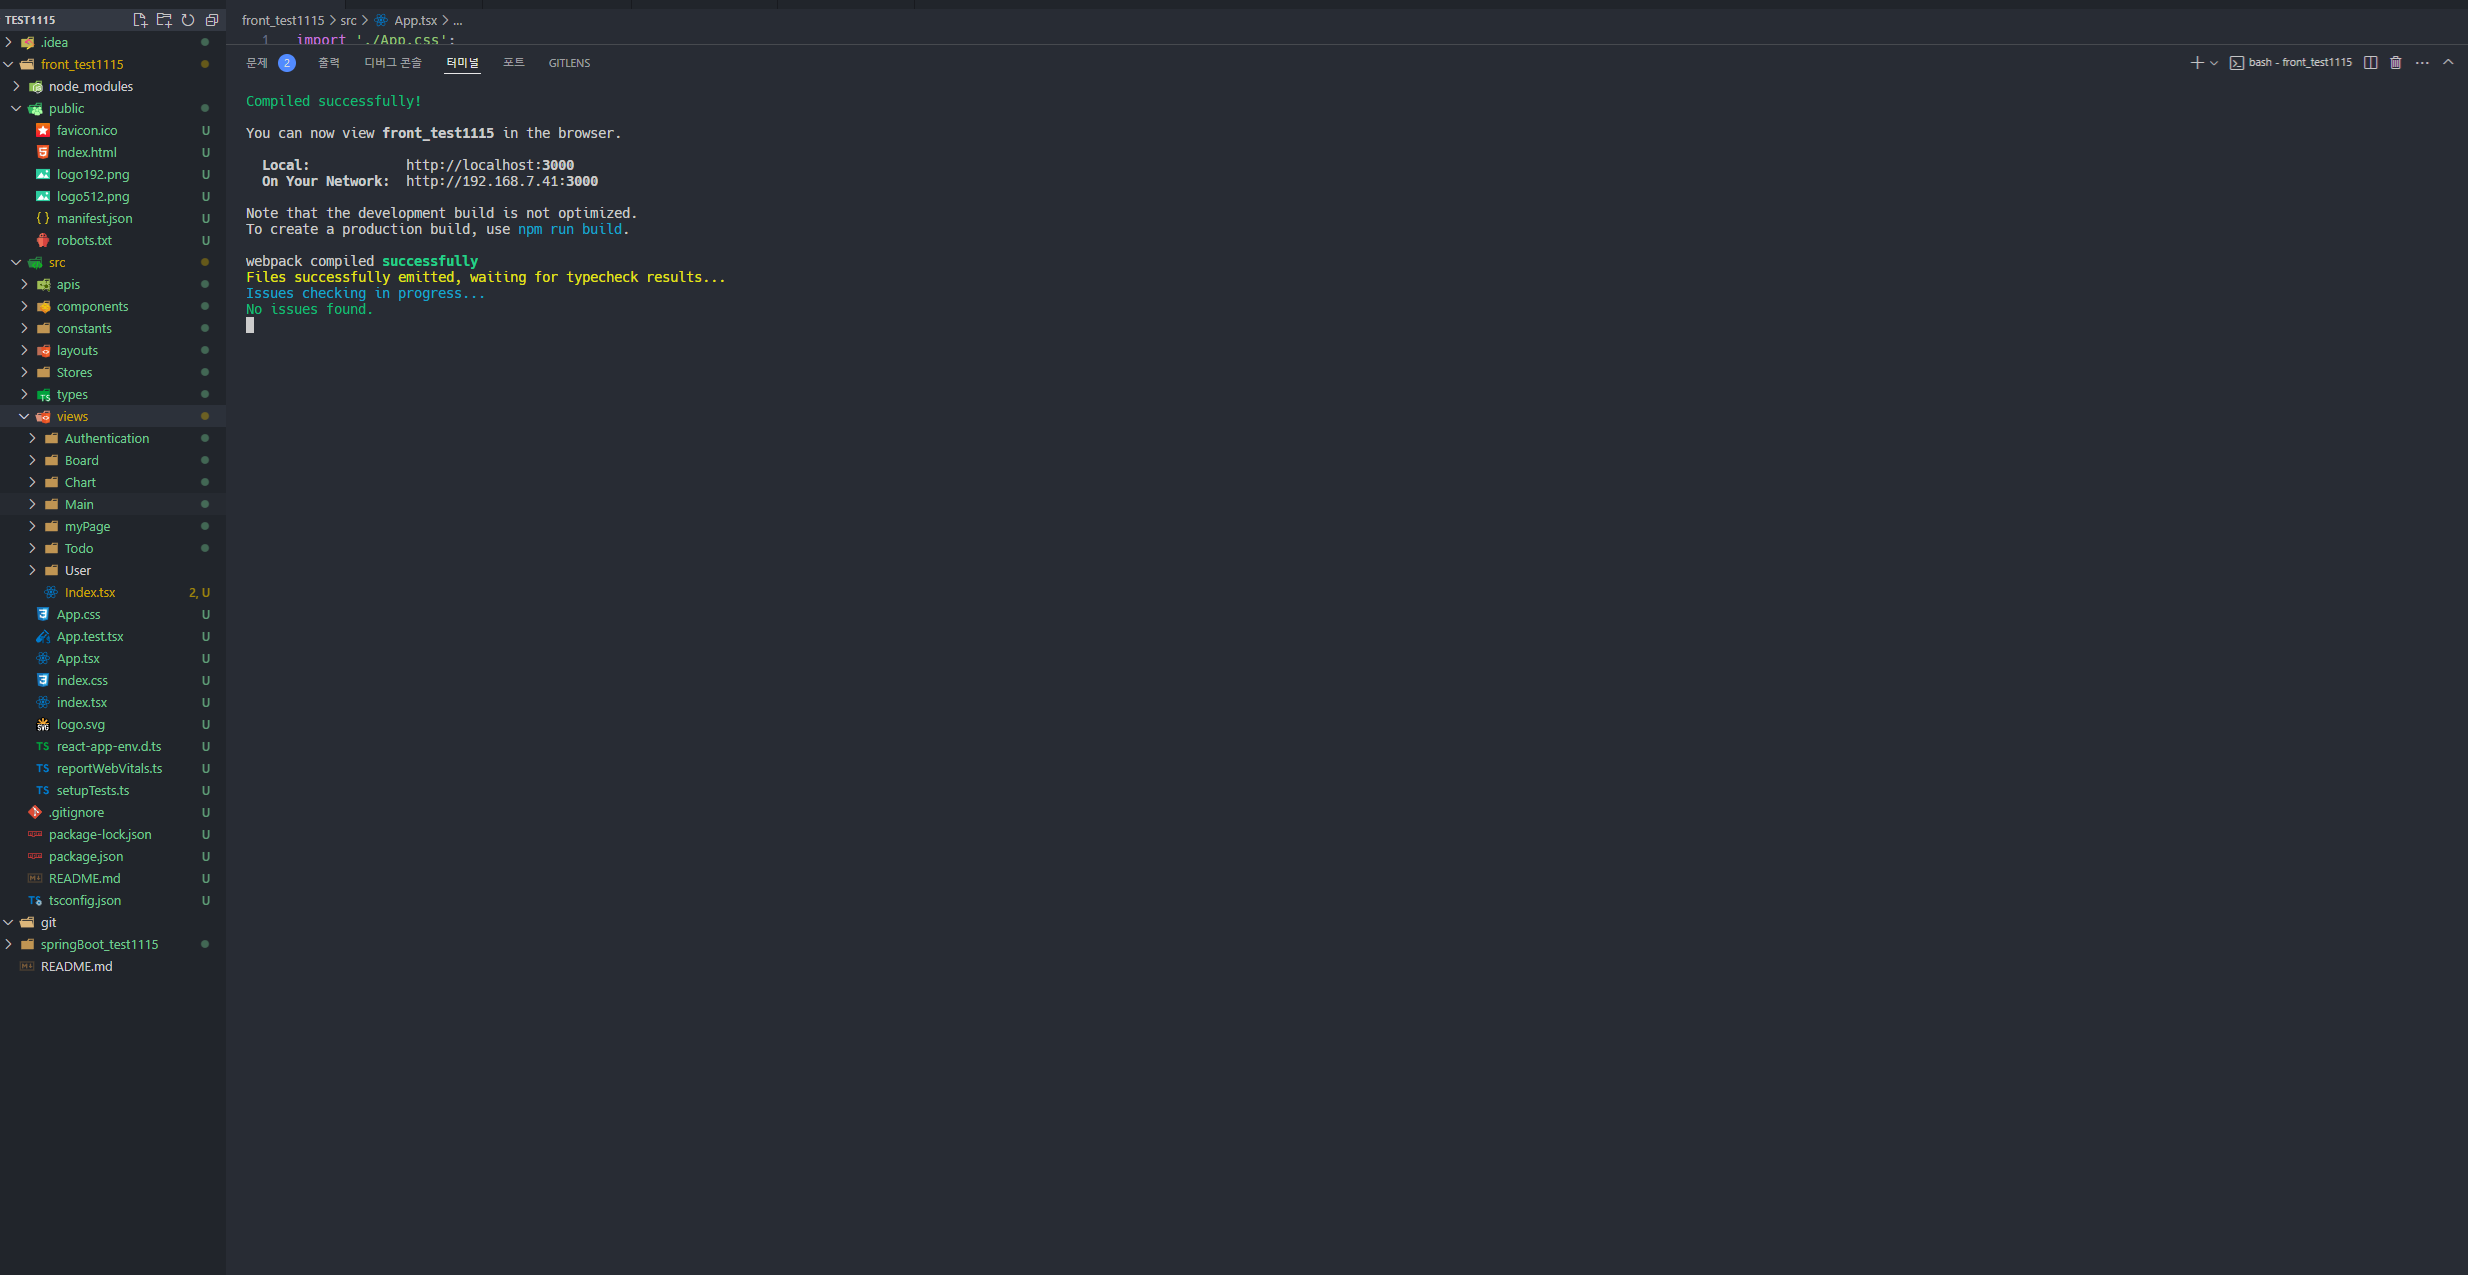 TEST1115
.idea
front_test1115
node_modules
public
favicon.ico U
index.html U
logo192.png U
logo512.png U
manifest.json U
robots.txt U
src
apis
components
constants
layouts
Stores
types
views
Authentication
Board
Chart
Main
myPage
Todo
User
Index.tsx 2, U
App.css U
App.test.tsx U
App.tsx U
index.css U
index.tsx U
logo.svg U
react-app-env.d.ts U
reportWebVitals.ts U
setupTests.ts U
.gitignore U
package-lock.json U
package.json U
README.md U
tsconfig.json U
git
springBoot_test1115
README.md
front_test1115 > src > App.tsx > ...
1 import './App.css';
문제 2 출력 디버그 콘솔 터미널 포트 GITLENS
bash - front_test1115
Compiled successfully!
You can now view front_test1115 in the browser.
Local: http://localhost:3000
On Your Network: http://192.168.7.41:3000
Note that the development build is not optimized.
To create a production build, use npm run build.
webpack compiled successfully
Files successfully emitted, waiting for typecheck results...
Issues checking in progress...
No issues found.